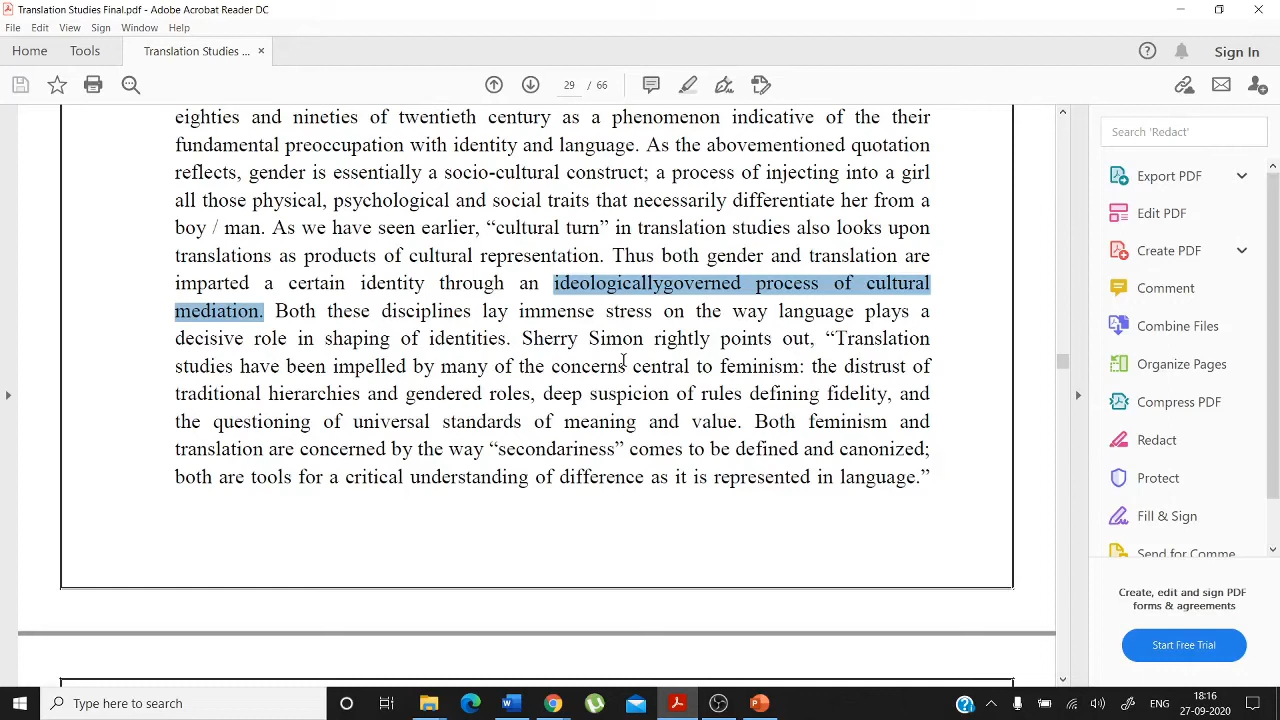 Translation Studies Final.pdf - Adobe Acrobat Reader DC
File Edit View Sign Window Help
Home Tools Translation Studies ... × Sign In
29 / 66
eighties and nineties of twentieth century as a phenomenon indicative of the their
fundamental preoccupation with identity and language. As the abovementioned quotation
reflects, gender is essentially a socio-cultural construct; a process of injecting into a girl
all those physical, psychological and social traits that necessarily differentiate her from a
boy / man. As we have seen earlier, “cultural turn” in translation studies also looks upon
translations as products of cultural representation. Thus both gender and translation are
imparted a certain identity through an ideologicallygoverned process of cultural
mediation. Both these disciplines lay immense stress on the way language plays a
decisive role in shaping of identities. Sherry Simon rightly points out, “Translation
studies have been impelled by many of the concerns central to feminism: the distrust of
traditional hierarchies and gendered roles, deep suspicion of rules defining fidelity, and
the questioning of universal standards of meaning and value. Both feminism and
translation are concerned by the way “secondariness” comes to be defined and canonized;
both are tools for a critical understanding of difference as it is represented in language.”
Search 'Redact'
Export PDF
Edit PDF
Create PDF
Comment
Combine Files
Organize Pages
Compress PDF
Redact
Protect
Fill & Sign
Send for Comme
Create, edit and sign PDF
forms & agreements
Start Free Trial
Type here to search
ENG
18:16
27-09-2020